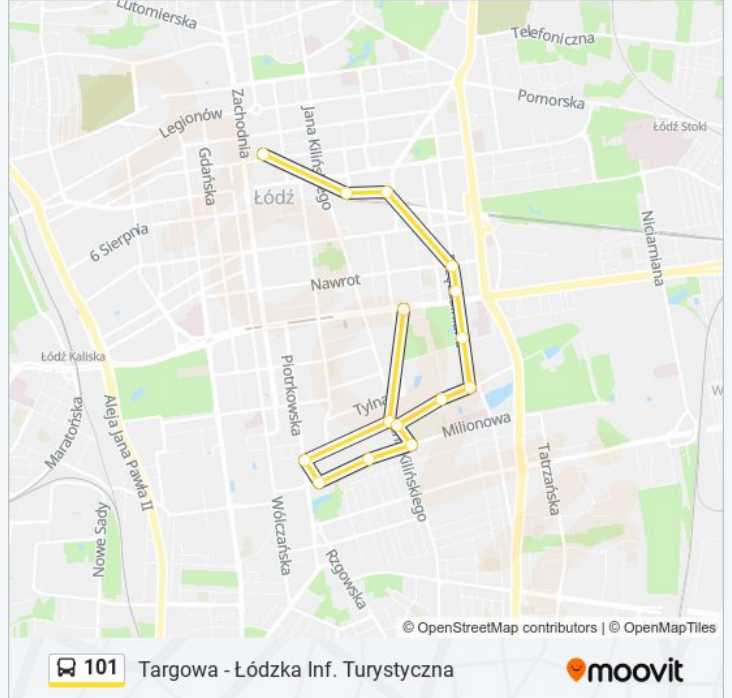 Lutomierska
Telefoniczna
Zachodnia
Pomorska
Legionów
Jana Kilińskiego
Łódź Stoki
Gdańska
Łódź
Niciarniana
6 Sierpnia
Nawrot
Łódź Kaliska
Piotrkowska
Tylna
Maratońska
Aleja Jana Pawła II
Milionowa
Kilińskiego
Tatrzańska
Nowe Sady
Wólczańska
Rzgowska
© OpenStreetMap contributors | © OpenMapTiles
101 Targowa - Łódzka Inf. Turystyczna
moovit